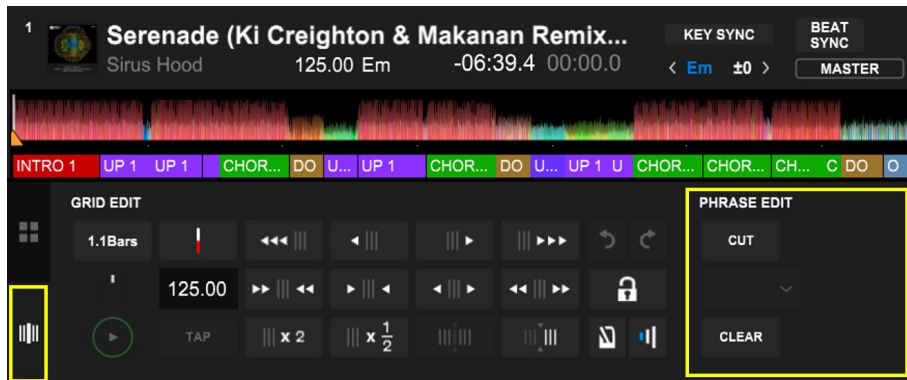 1
Serenade (Ki Creighton & Makanan Remix...
Sirus Hood 125.00 Em -06:39.4 00:00.0
KEY SYNC
BEAT SYNC
< Em ±0 >
MASTER
INTRO 1 UP 1 UP 1 CHOR... DO U... UP 1 CHOR... DO U... UP 1 U CHOR... CHOR... CH... C DO O
GRID EDIT
PHRASE EDIT
1.1Bars
CUT
125.00
TAP
x 2
x 1/2
CLEAR